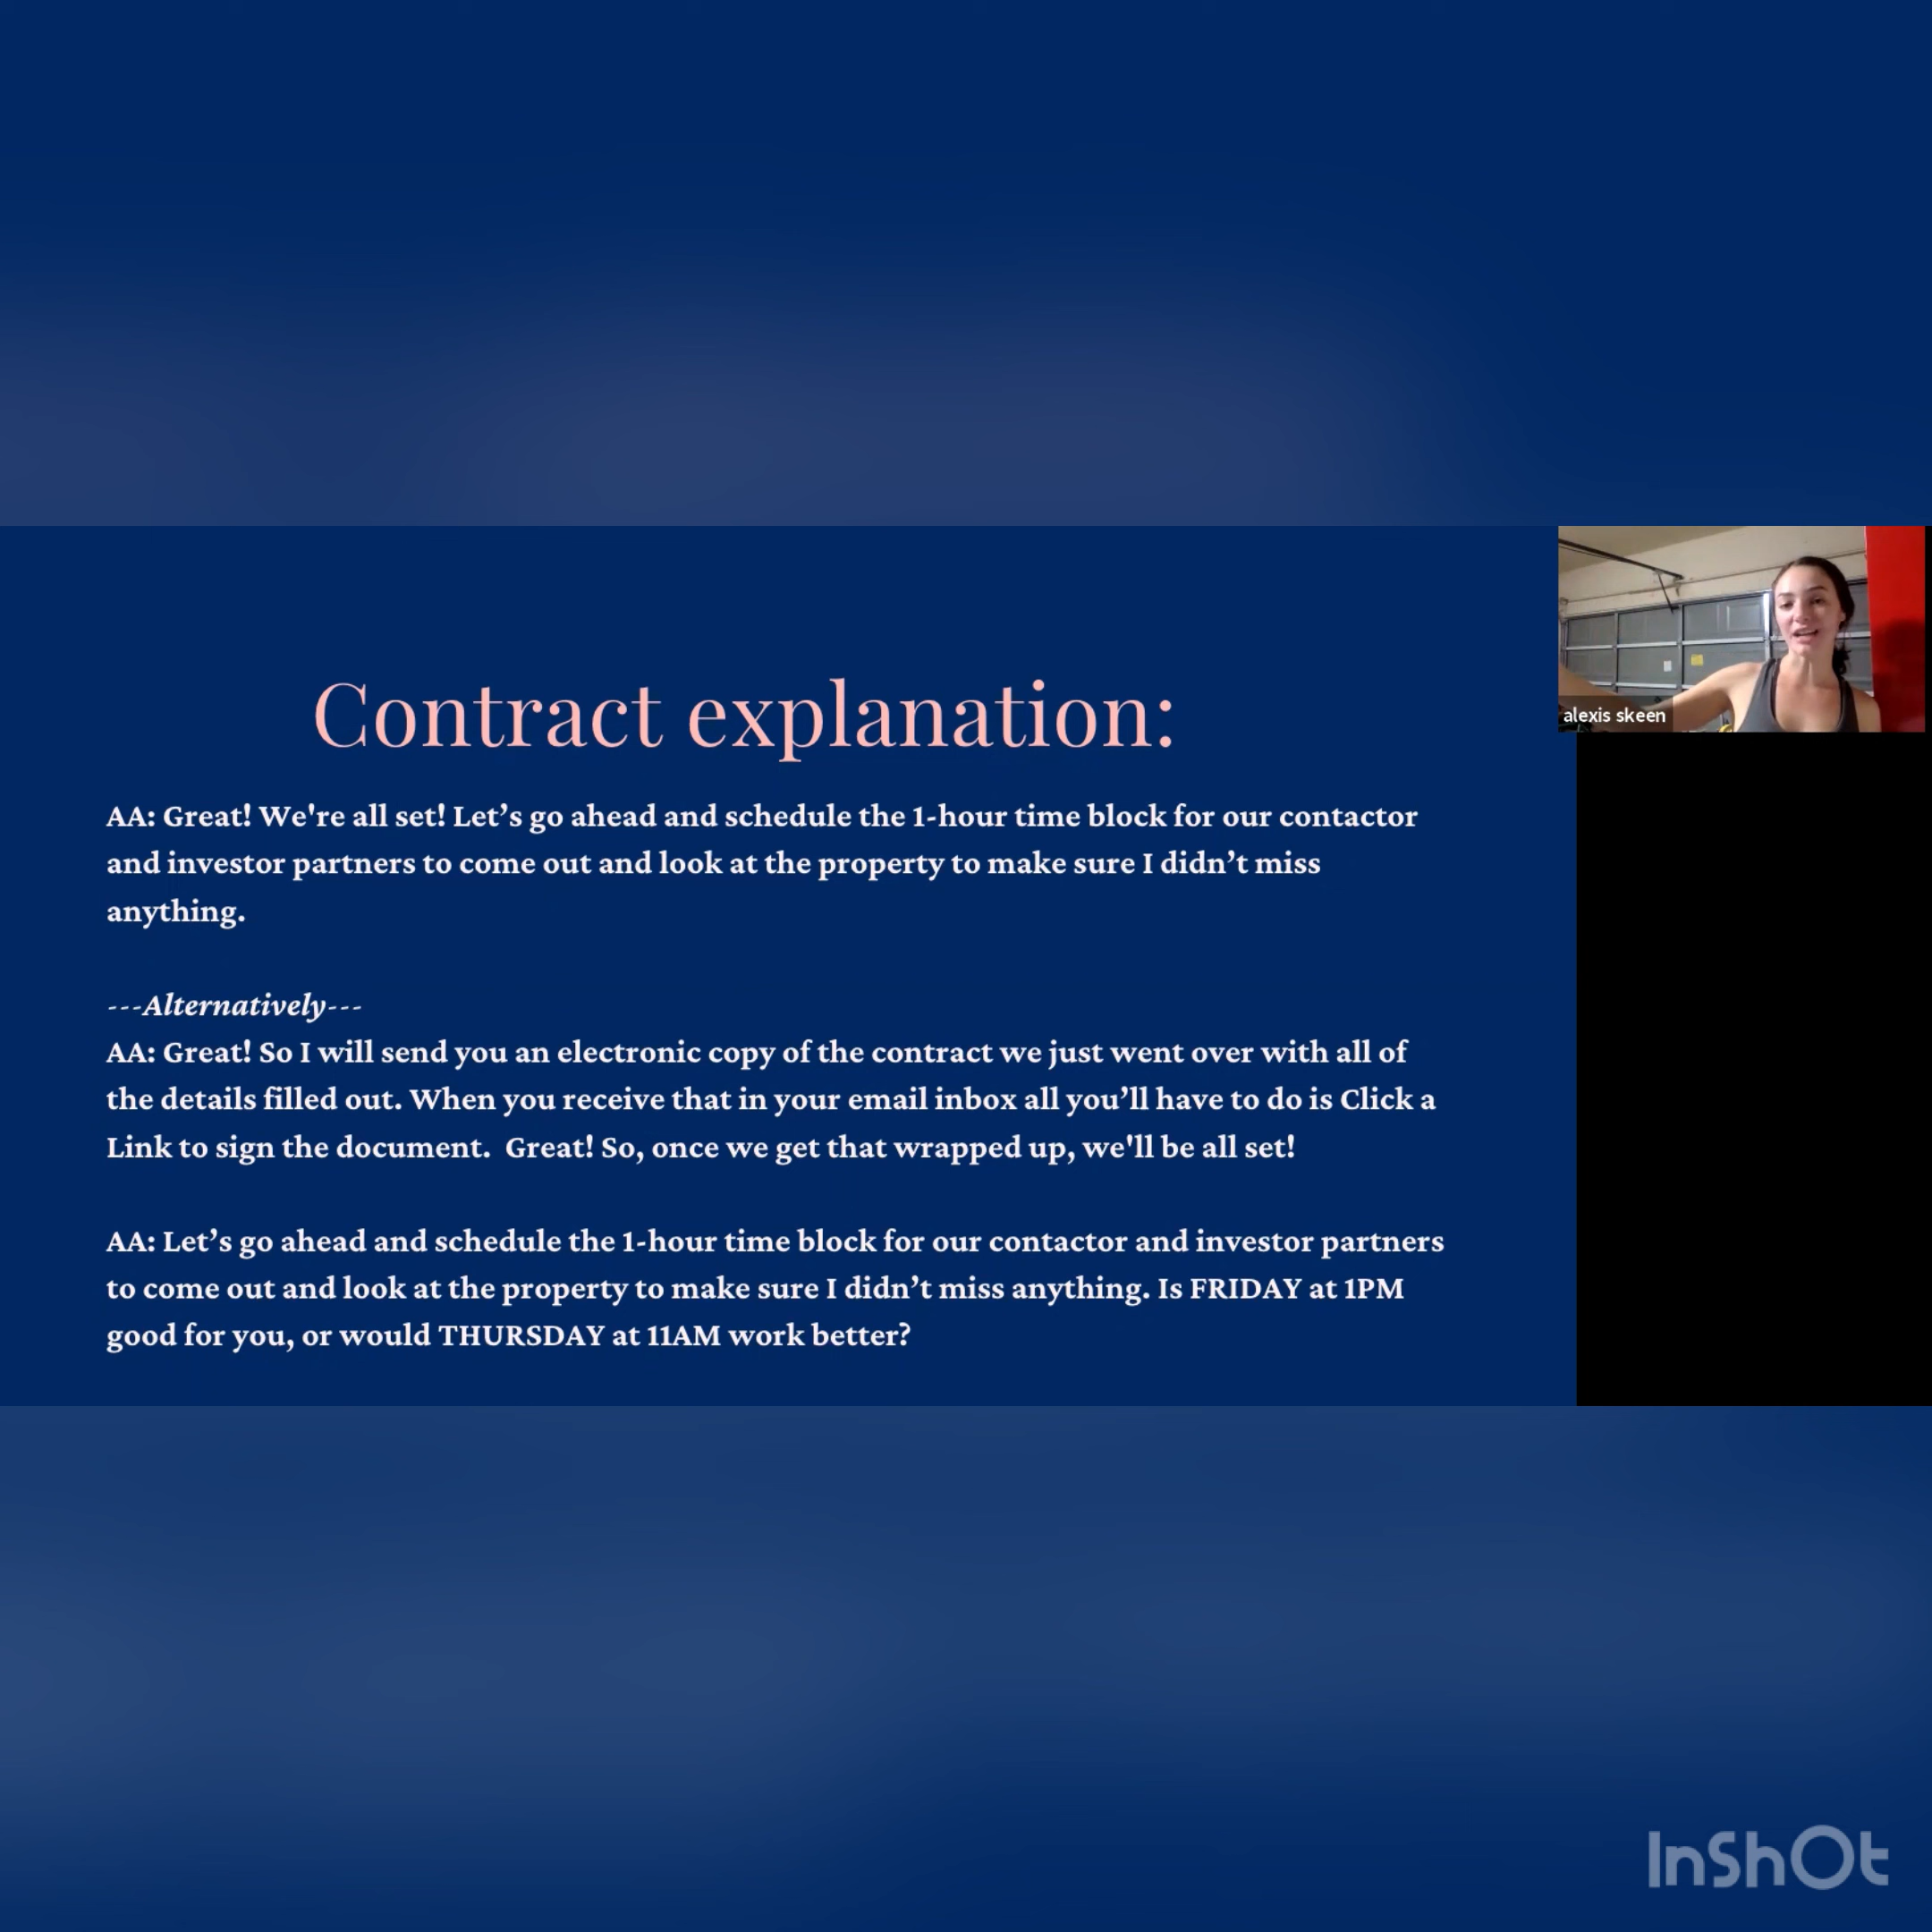 alexis skeen
Contract explanation:
AA: Great! We're all set! Let’s go ahead and schedule the 1-hour time block for our contactor
and investor partners to come out and look at the property to make sure I didn’t miss
anything.
---Alternatively---
AA: Great! So I will send you an electronic copy of the contract we just went over with all of
the details filled out. When you receive that in your email inbox all you’ll have to do is Click a
Link to sign the document.  Great! So, once we get that wrapped up, we'll be all set!
AA: Let’s go ahead and schedule the 1-hour time block for our contactor and investor partners
to come out and look at the property to make sure I didn’t miss anything. Is FRIDAY at 1PM
good for you, or would THURSDAY at 11AM work better?
InShOt